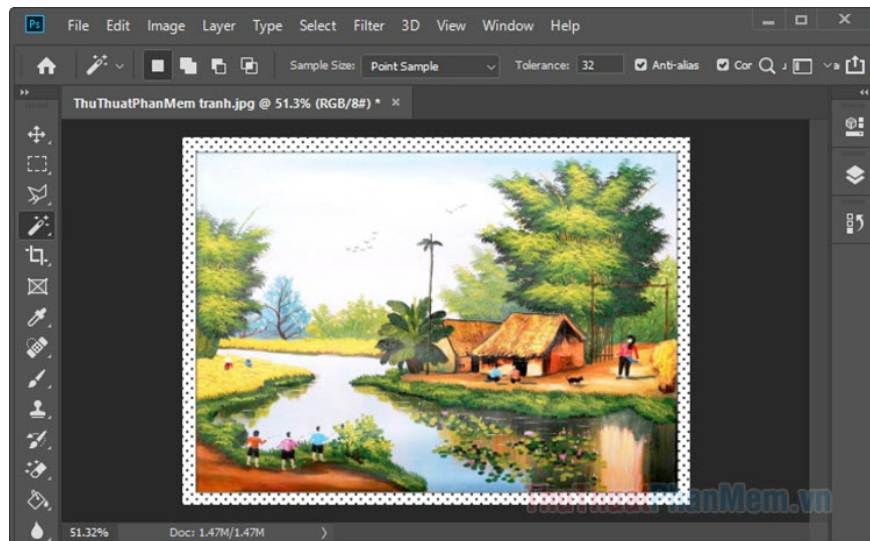 Ps File Edit Image Layer Type Select Filter 3D View Window Help
Sample Size: Point Sample Tolerance: 32 Anti-alias Cor
ThuThuatPhanMem tranh.jpg @ 51.3% (RGB/8#) *
ThuThuatPhanMem.vn
51.32% Doc: 1.47M/1.47M